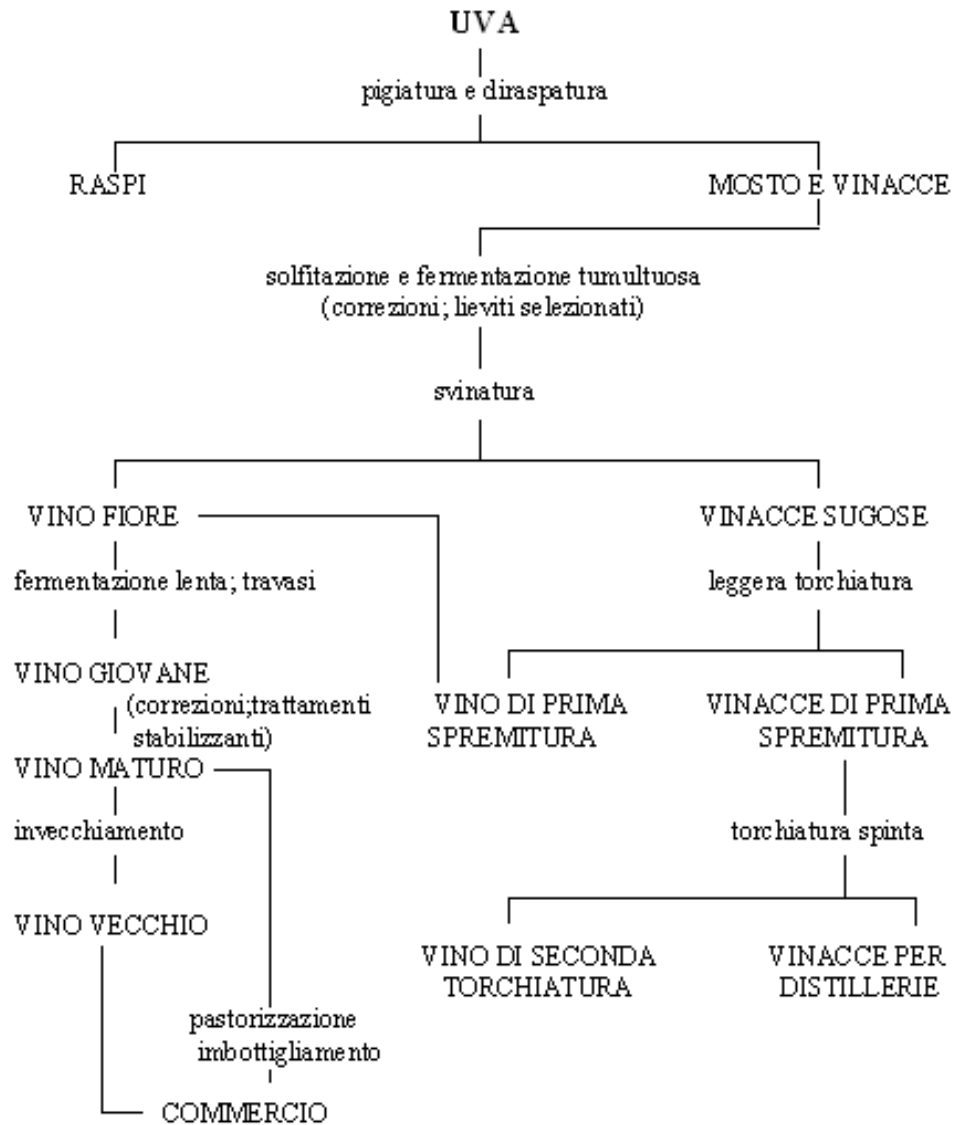 UVA
pigiatura e diraspatura
RASPI
MOSTO E VINACCE
solfitazione e fermentazione tumultuosa
(correzioni; lieviti selezionati)
svinatura
VINO FIORE
VINACCE SUGOSE
fermentazione lenta; travasi
leggera torchiatura
VINO GIOVANE
(correzioni;trattamenti
stabilizzanti)
VINO DI PRIMA
SPREMITURA
VINACCE DI PRIMA
SPREMITURA
VINO MATURO
invecchiamento
torchiatura spinta
VINO VECCHIO
VINO DI SECONDA
TORCHIATURA
VINACCE PER
DISTILLERIE
pastorizzazione
imbottigliamento
COMMERCIO